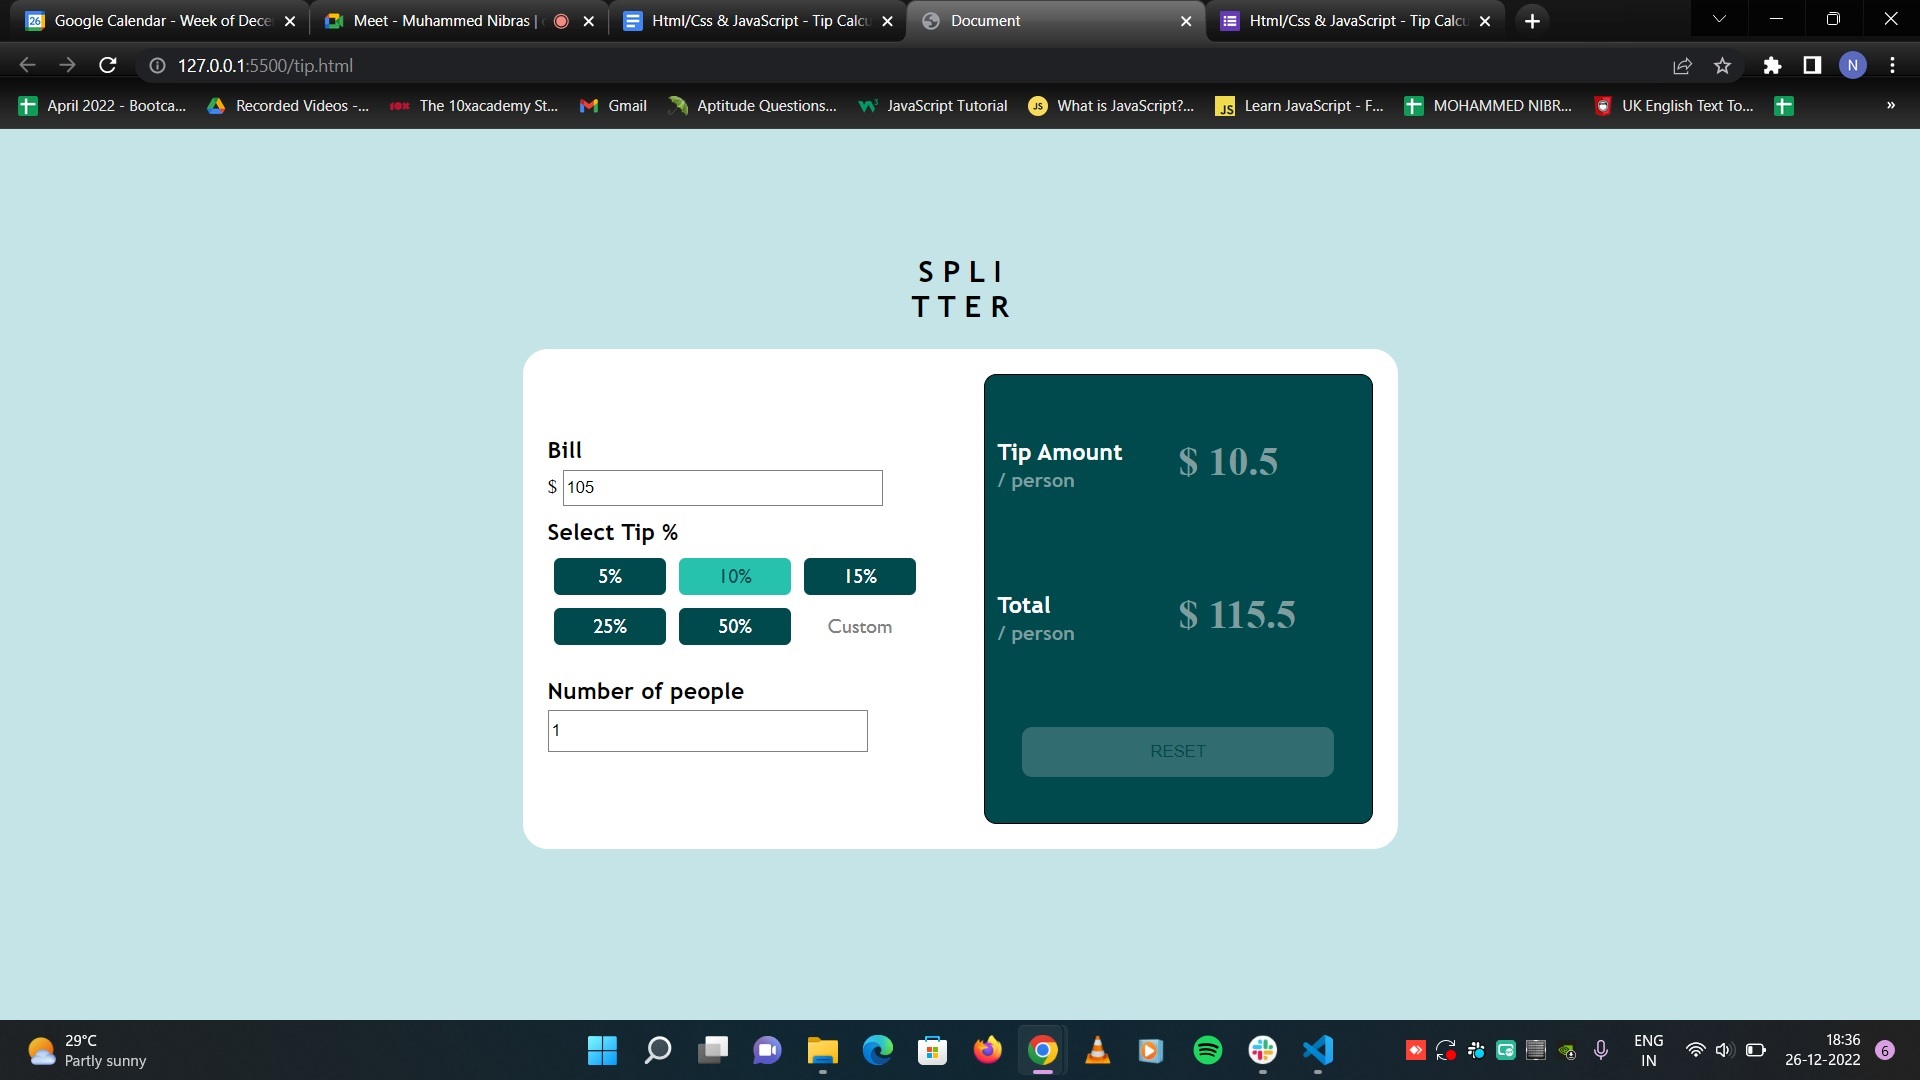 Google Calendar - Week of Dece
Meet - Muhammed Nibras |
Html/Css & JavaScript - Tip Calcu
Document
Html/Css & JavaScript - Tip Calcu
127.0.0.1:5500/tip.html
N
April 2022 - Bootca...
Recorded Videos -...
The 10xacademy St...
Gmail
Aptitude Questions...
JavaScript Tutorial
What is JavaScript?...
Learn JavaScript - F...
MOHAMMED NIBR...
UK English Text To...
»
S P L I
T T E R
Bill
$ 105
Select Tip %
5%
10%
15%
25%
50%
Custom
Number of people
1
Tip Amount
/ person
$ 10.5
Total
/ person
$ 115.5
RESET
29°C
Partly sunny
ENG
IN
18:36
26-12-2022
6